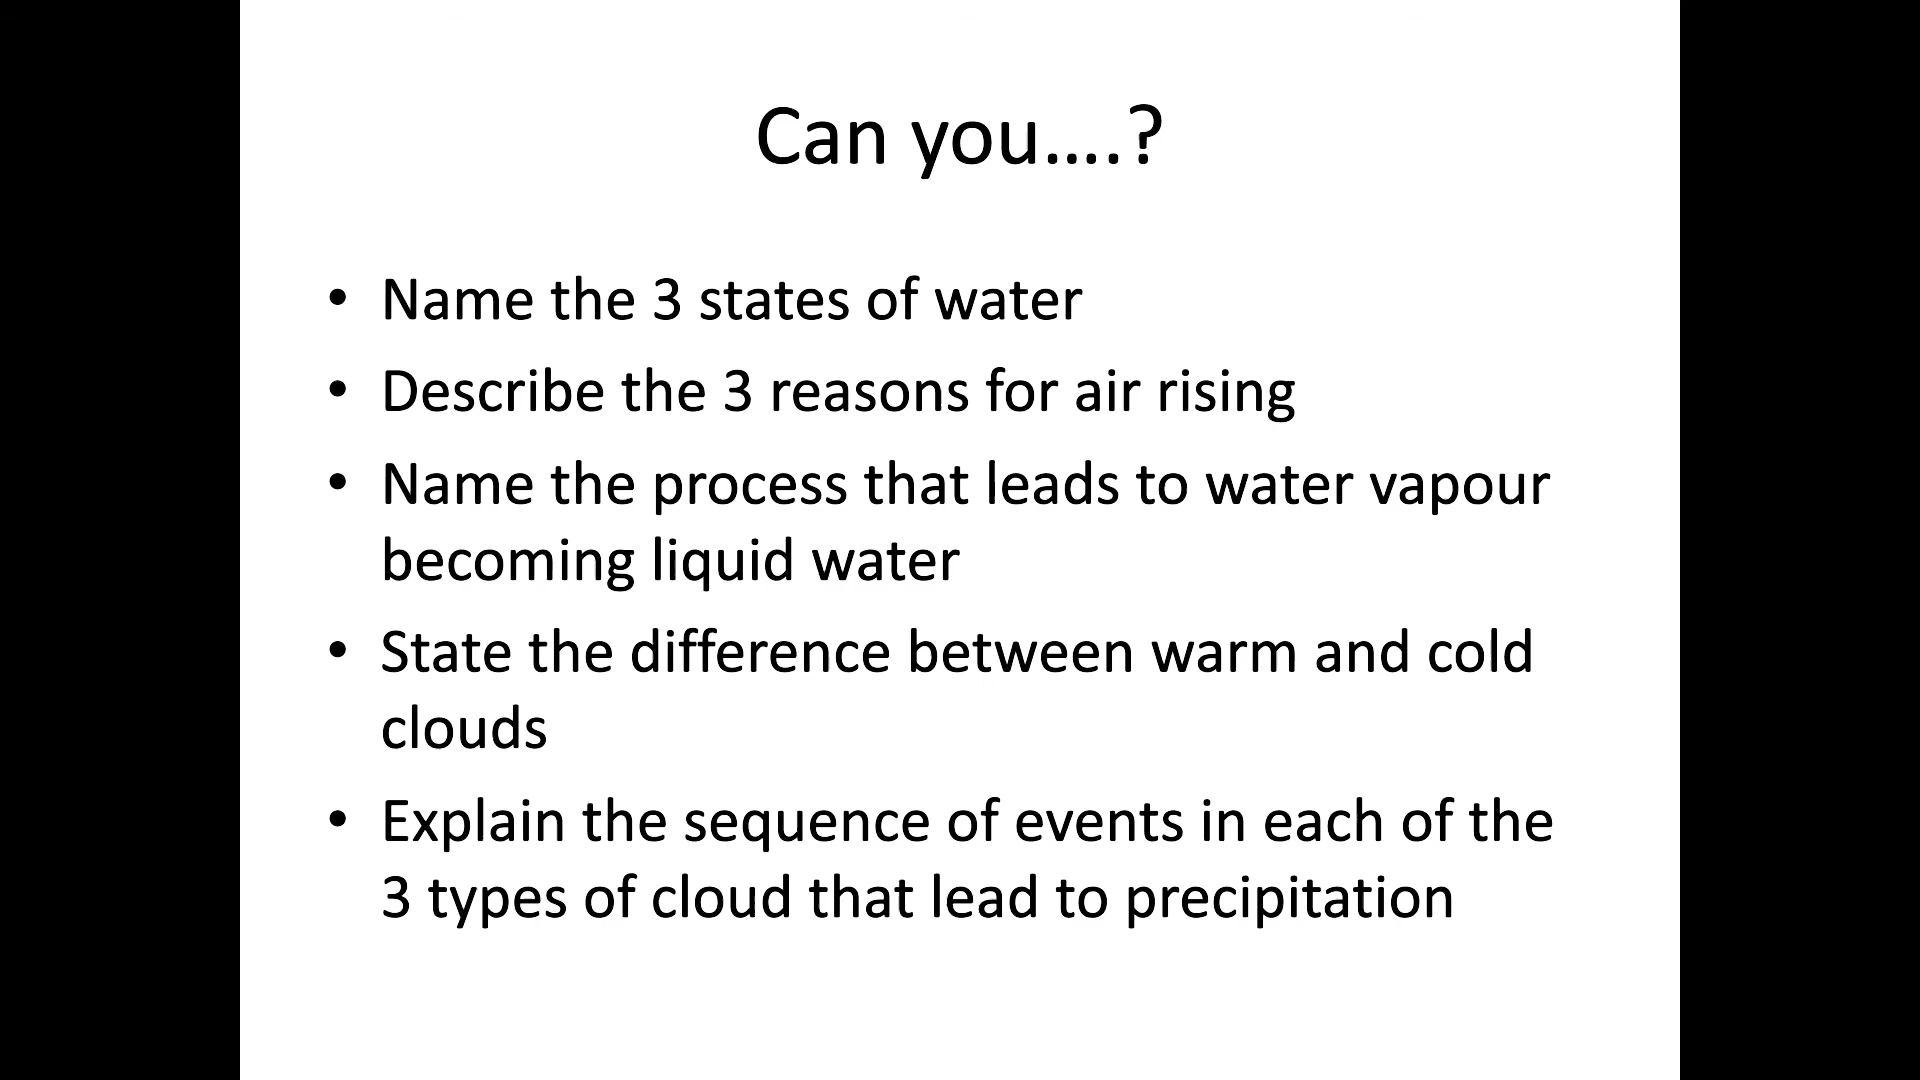 Can you….?
• Name the 3 states of water
• Describe the 3 reasons for air rising
• Name the process that leads to water vapour
becoming liquid water
• State the difference between warm and cold
clouds
• Explain the sequence of events in each of the
3 types of cloud that lead to precipitation